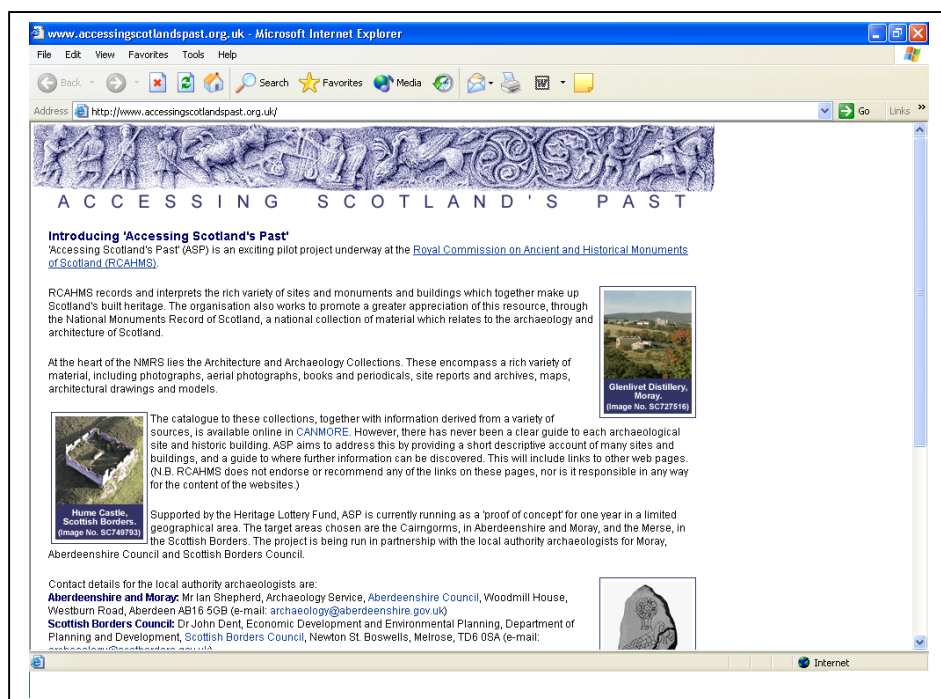 www.accessingscotlandspast.org.uk - Microsoft Internet Explorer
File Edit View Favorites Tools Help
Back Search Favorites Media
Address http://www.accessingscotlandspast.org.uk/ Go Links »
ACCESSING SCOTLAND'S PAST
Introducing 'Accessing Scotland's Past'
'Accessing Scotland's Past' (ASP) is an exciting pilot project underway at the Royal Commission on Ancient and Historical Monuments
of Scotland (RCAHMS).
RCAHMS records and interprets the rich variety of sites and monuments and buildings which together make up
Scotland's built heritage. The organisation also works to promote a greater appreciation of this resource, through
the National Monuments Record of Scotland, a national collection of material which relates to the archaeology and
architecture of Scotland.
At the heart of the NMRS lies the Architecture and Archaeology Collections. These encompass a rich variety of
material, including photographs, aerial photographs, books and periodicals, site reports and archives, maps,
architectural drawings and models.
Glenlivet Distillery,
Moray.
(Image No. SC727516)
The catalogue to these collections, together with information derived from a variety of
sources, is available online in CANMORE. However, there has never been a clear guide to each archaeological
site and historic building. ASP aims to address this by providing a short descriptive account of many sites and
buildings, and a guide to where further information can be discovered. This will include links to other web pages.
(N.B. RCAHMS does not endorse or recommend any of the links on these pages, nor is it responsible in any way
for the content of the websites.)
Hume Castle,
Scottish Borders.
(Image No. SC749793)
Supported by the Heritage Lottery Fund, ASP is currently running as a 'proof of concept' for one year in a limited
geographical area. The target areas chosen are the Cairngorms, in Aberdeenshire and Moray, and the Merse, in
the Scottish Borders. The project is being run in partnership with the local authority archaeologists for Moray,
Aberdeenshire Council and Scottish Borders Council.
Contact details for the local authority archaeologists are:
Aberdeenshire and Moray: Mr Ian Shepherd, Archaeology Service, Aberdeenshire Council, Woodmill House,
Westburn Road, Aberdeen AB16 5GB (e-mail: archaeology@aberdeenshire.gov.uk)
Scottish Borders Council: Dr John Dent, Economic Development and Environmental Planning, Department of
Planning and Development, Scottish Borders Council, Newton St. Boswells, Melrose, TD6 0SA (e-mail:
archaeology@scotborders.gov.uk)
Internet